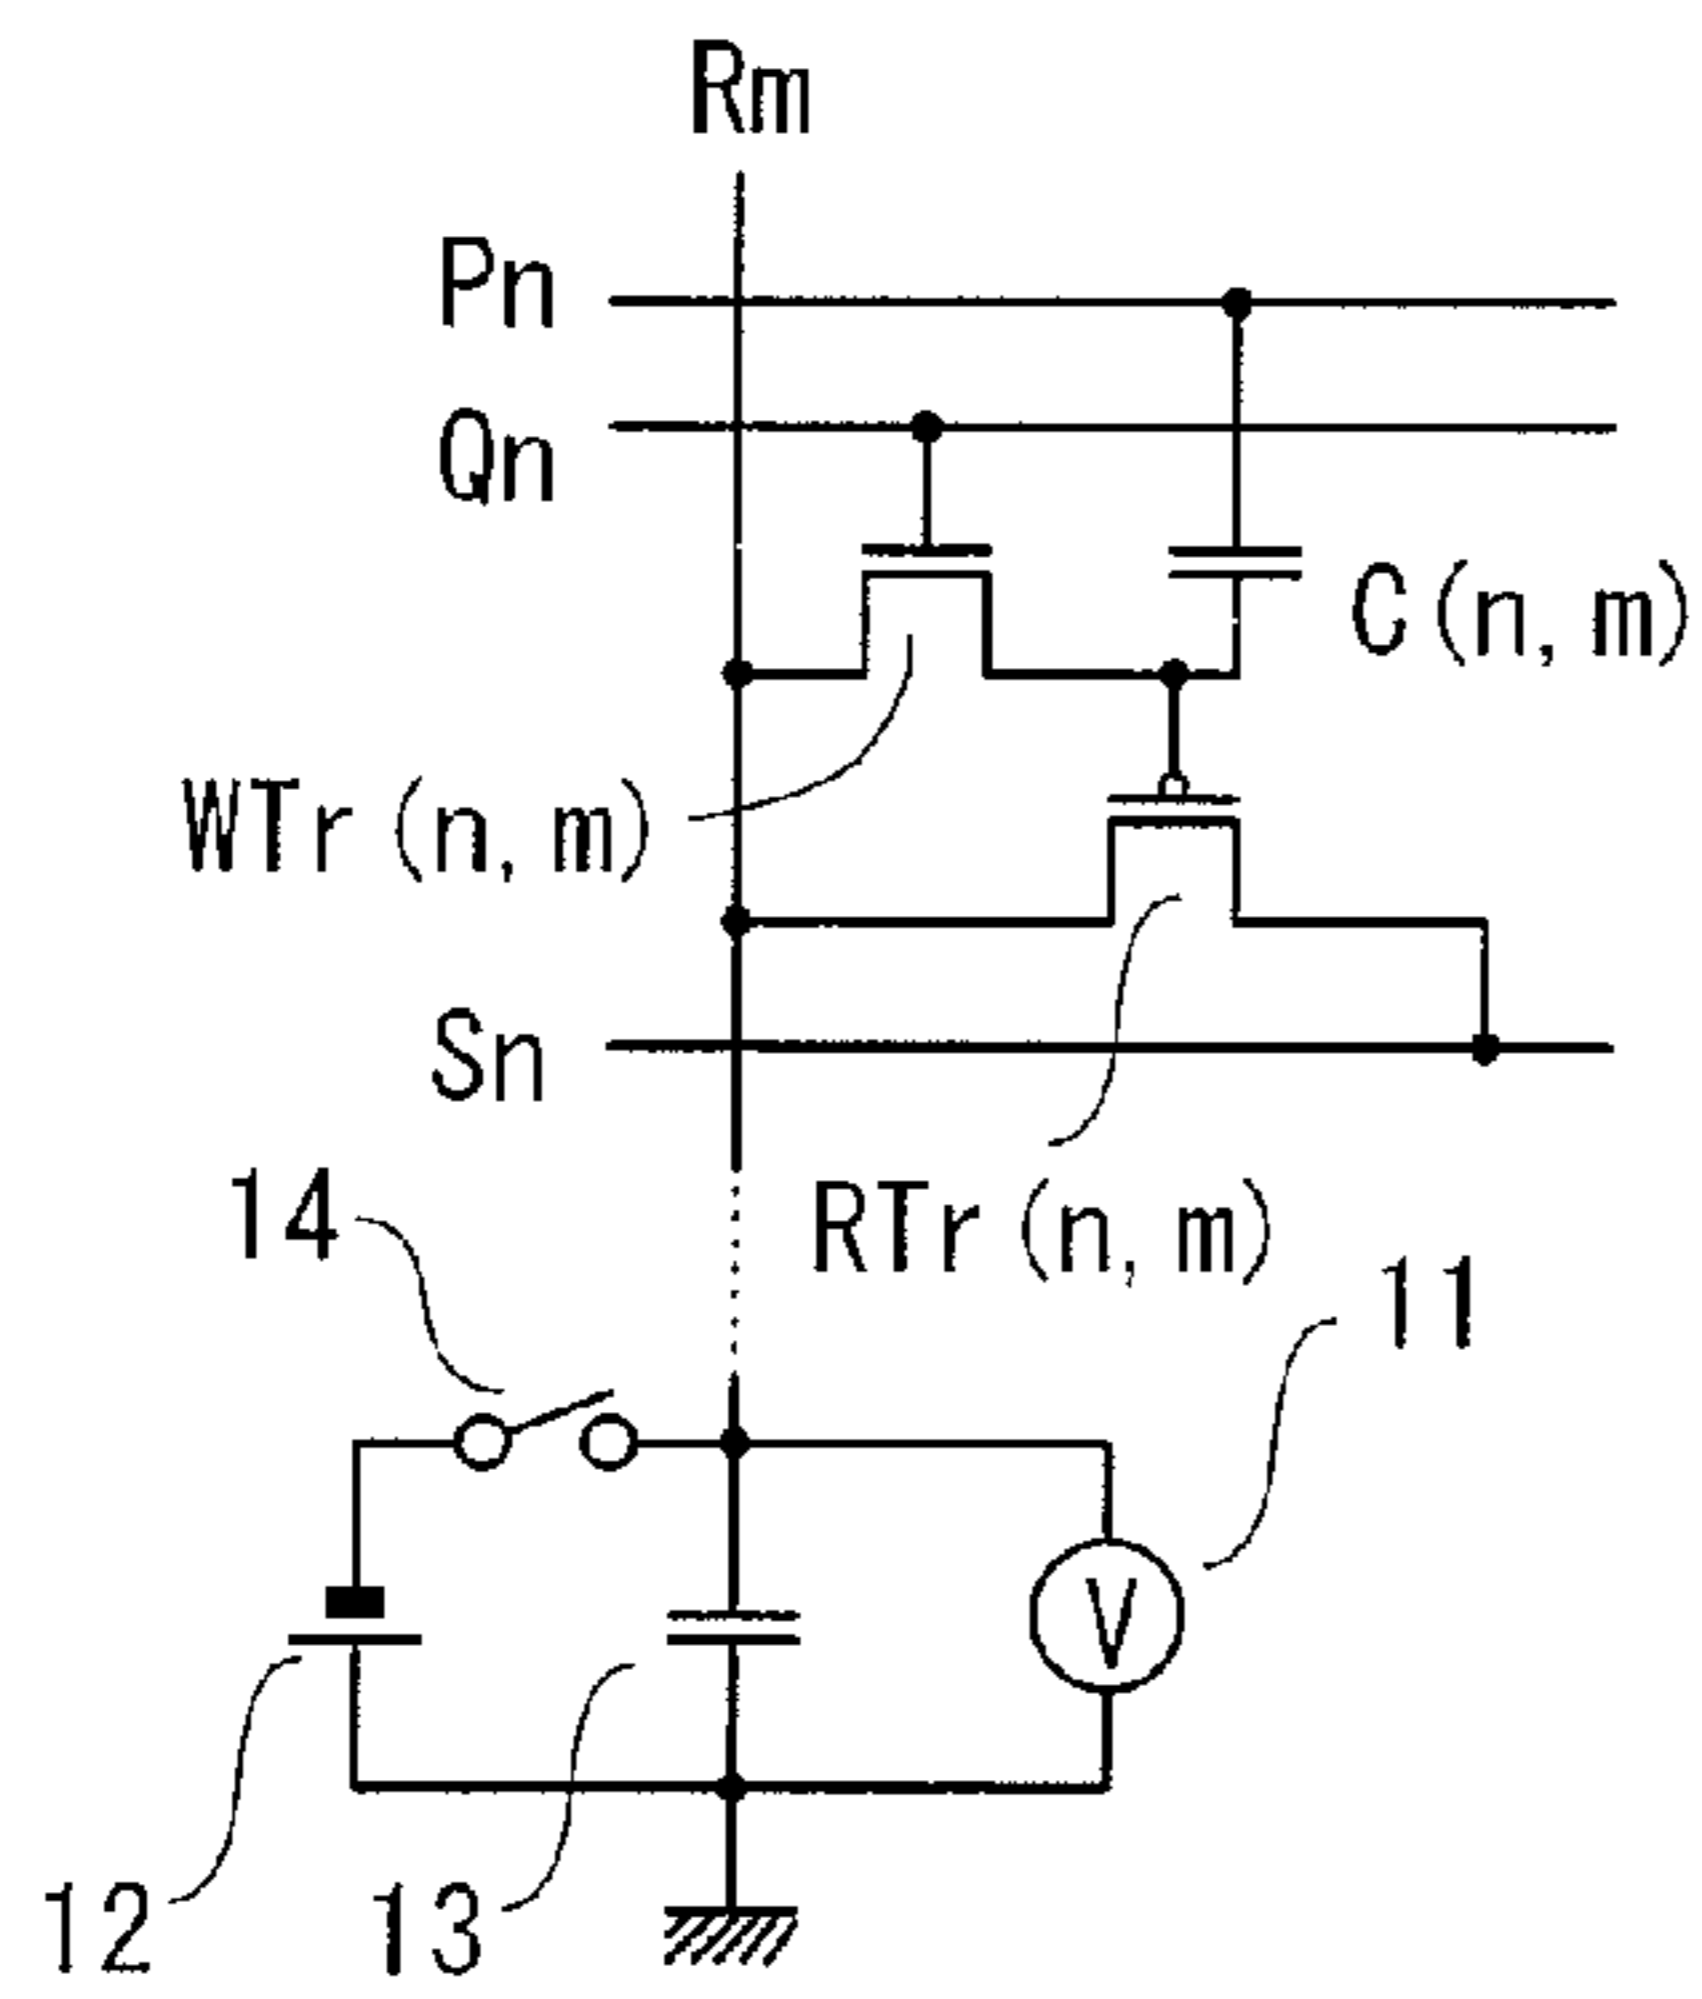 Rm
Pn
Qn
C(n,m)
WTr(n,m)
Sn
14
RTr(n,m)
11
V
12
13